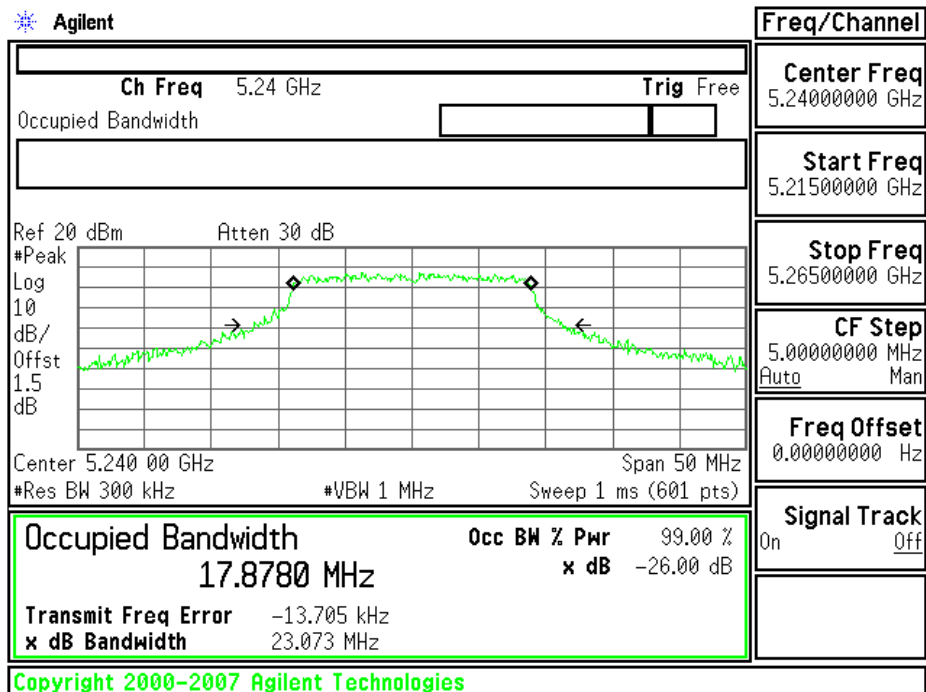 Agilent
Freq/Channel
Ch Freq 5.24 GHz Trig Free
Occupied Bandwidth
Center Freq
5.24000000 GHz
Start Freq
5.21500000 GHz
Stop Freq
5.26500000 GHz
CF Step
5.00000000 MHz
Auto Man
Freq Offset
0.00000000 Hz
Signal Track
On Off
Ref 20 dBm Atten 30 dB
#Peak
Log
10
dB/
Offst
1.5
dB
Center 5.240 00 GHz Span 50 MHz
#Res BW 300 kHz #VBW 1 MHz Sweep 1 ms (601 pts)
Occupied Bandwidth
17.8780 MHz
Occ BW % Pwr 99.00 %
x dB -26.00 dB
Transmit Freq Error -13.705 kHz
x dB Bandwidth 23.073 MHz
Copyright 2000-2007 Agilent Technologies